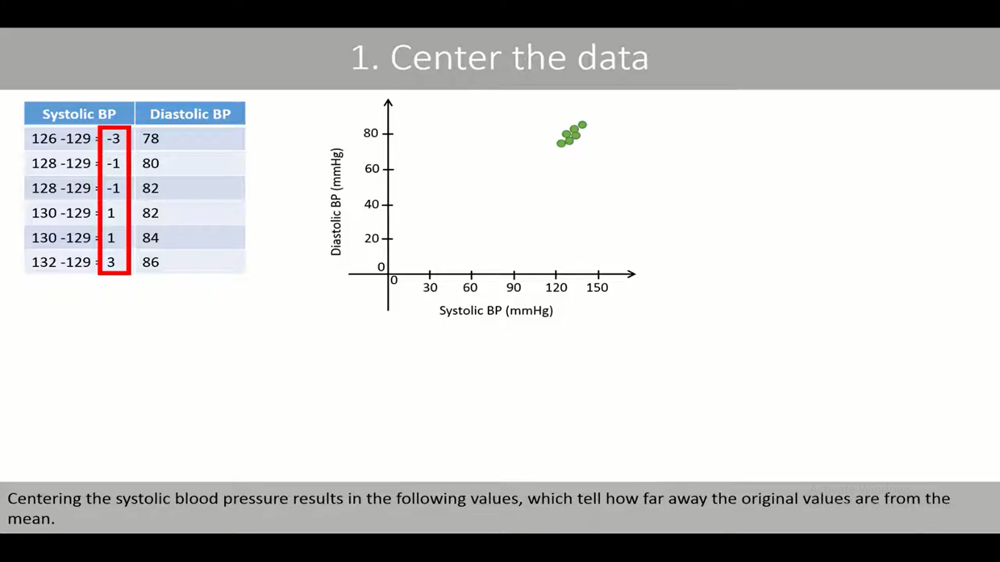 1. Center the data
Systolic BP Diastolic BP
126 -129 = -3 78
128 -129 = -1 80
128 -129 = -1 82
130 -129 = 1 82
130 -129 = 1 84
132 -129 = 3 86
80
60
40
20
0
Diastolic BP (mmHg)
0 30 60 90 120 150
Systolic BP (mmHg)
Activate Windows
Centering the systolic blood pressure results in the following values, which tell how far away the original values are from the
mean.